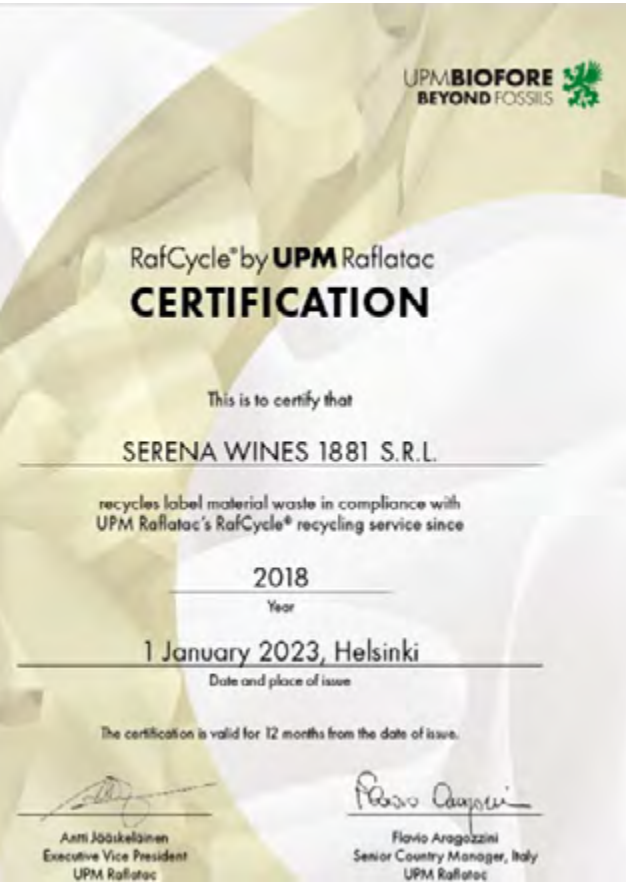 UPMBIOFORE
BEYOND FOSSILS
RafCycle® by UPM Raflatac
CERTIFICATION
This is to certify that
SERENA WINES 1881 S.R.L.
recycles label material waste in compliance with
UPM Raflatac's RafCycle® recycling service since
2018
Year
1 January 2023, Helsinki
Date and place of issue
The certification is valid for 12 months from the date of issue.
Antti Jääskeläinen
Executive Vice President
UPM Raflatac
Flavio Aragozzini
Senior Country Manager, Italy
UPM Raflatac